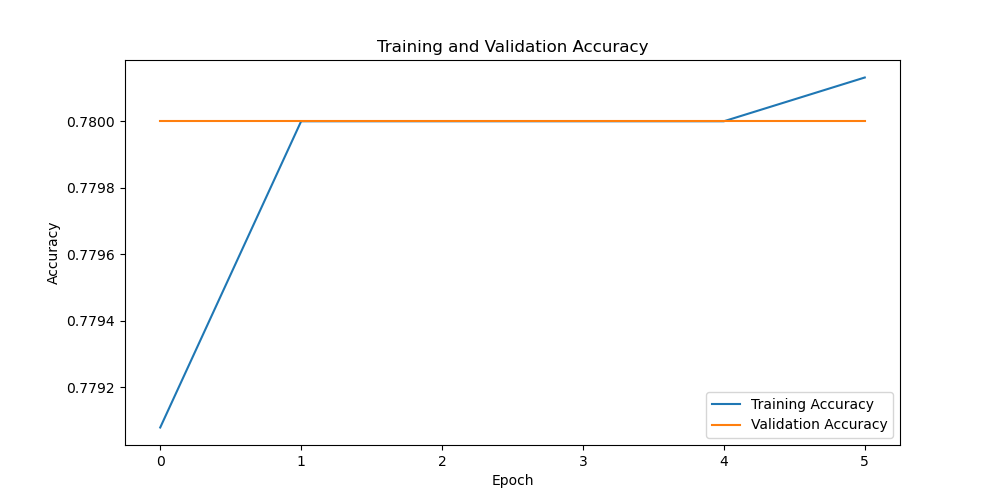 Training and Validation Accuracy
Accuracy
0.7800
0.7798
0.7796
0.7794
0.7792
0 1 2 3 4 5
Epoch
Training Accuracy
Validation Accuracy